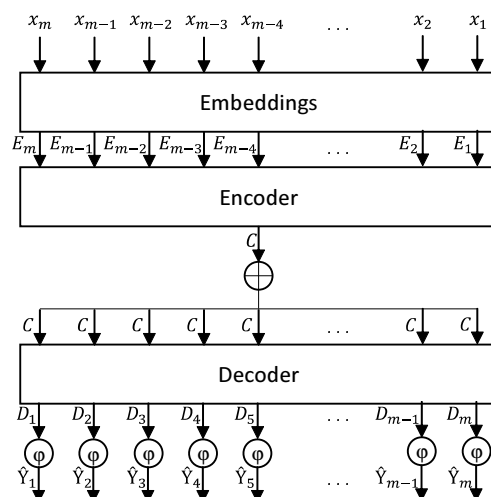 x_m x_{m−1} x_{m−2} x_{m−3} x_{m−4} . . . x_2 x_1
Embeddings
E_m E_{m−1} E_{m−2} E_{m−3} E_{m−4} . . . E_2 E_1
Encoder
C
C C C C C . . . C C
Decoder
D_1 D_2 D_3 D_4 D_5 . . . D_{m−1} D_m
φ φ φ φ φ φ φ
Ŷ_1 Ŷ_2 Ŷ_3 Ŷ_4 Ŷ_5 . . . Ŷ_{m−1} Ŷ_m